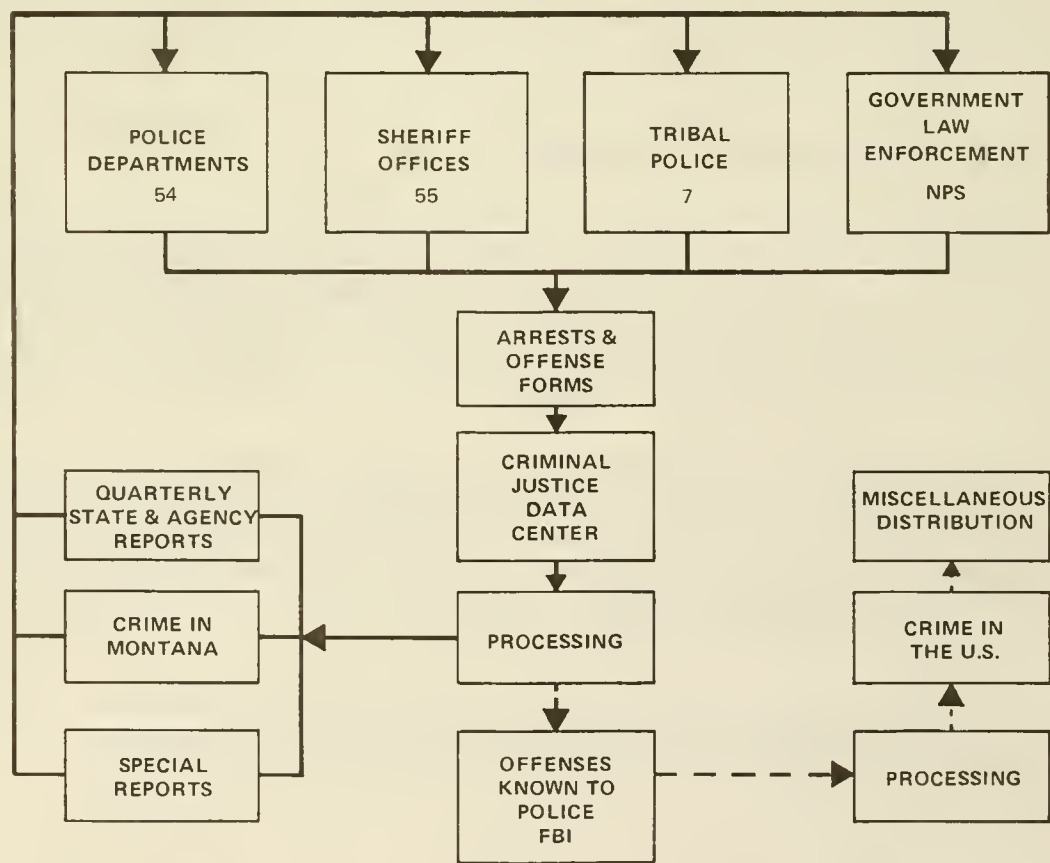 POLICE
DEPARTMENTS
54
SHERIFF
OFFICES
55
TRIBAL
POLICE
7
GOVERNMENT
LAW
ENFORCEMENT
NPS
ARRESTS &
OFFENSE
FORMS
CRIMINAL
JUSTICE
DATA
CENTER
QUARTERLY
STATE & AGENCY
REPORTS
MISCELLANEOUS
DISTRIBUTION
CRIME IN
MONTANA
PROCESSING
CRIME IN
THE U.S.
SPECIAL
REPORTS
OFFENSES
KNOWN TO
POLICE
FBI
PROCESSING